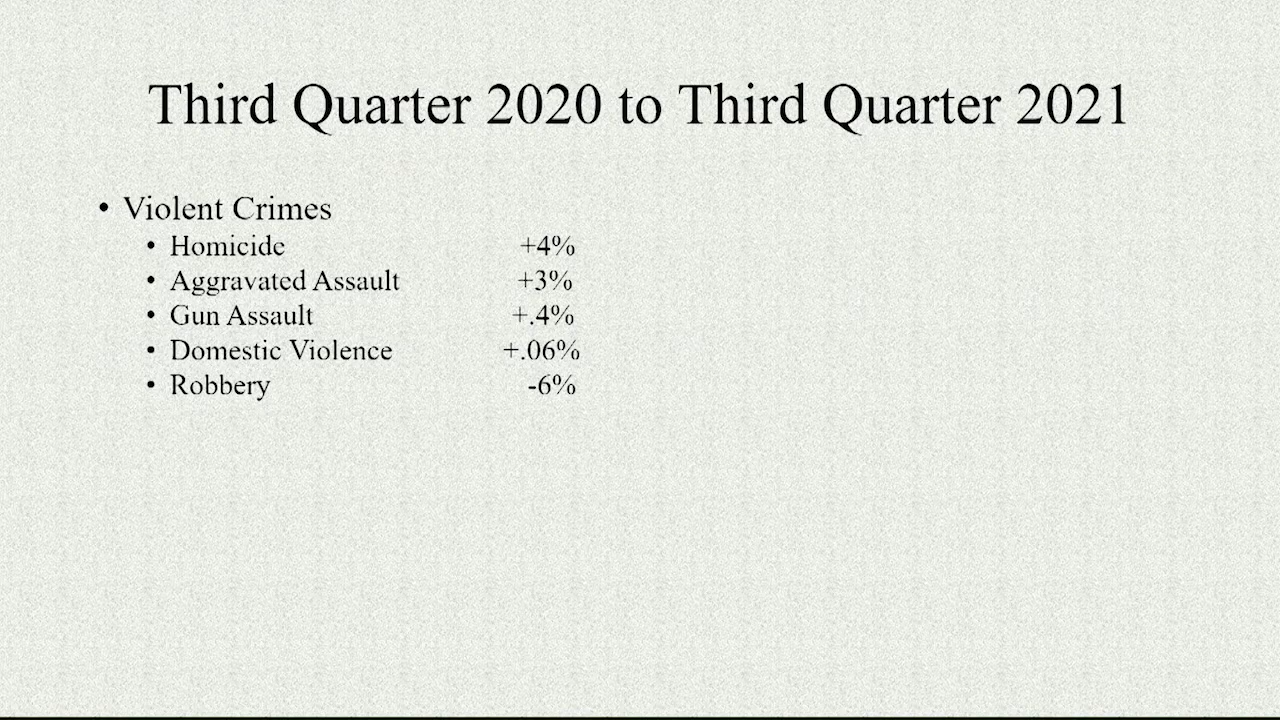 Third Quarter 2020 to Third Quarter 2021
• Violent Crimes
• Homicide +4%
• Aggravated Assault +3%
• Gun Assault +.4%
• Domestic Violence +.06%
• Robbery -6%